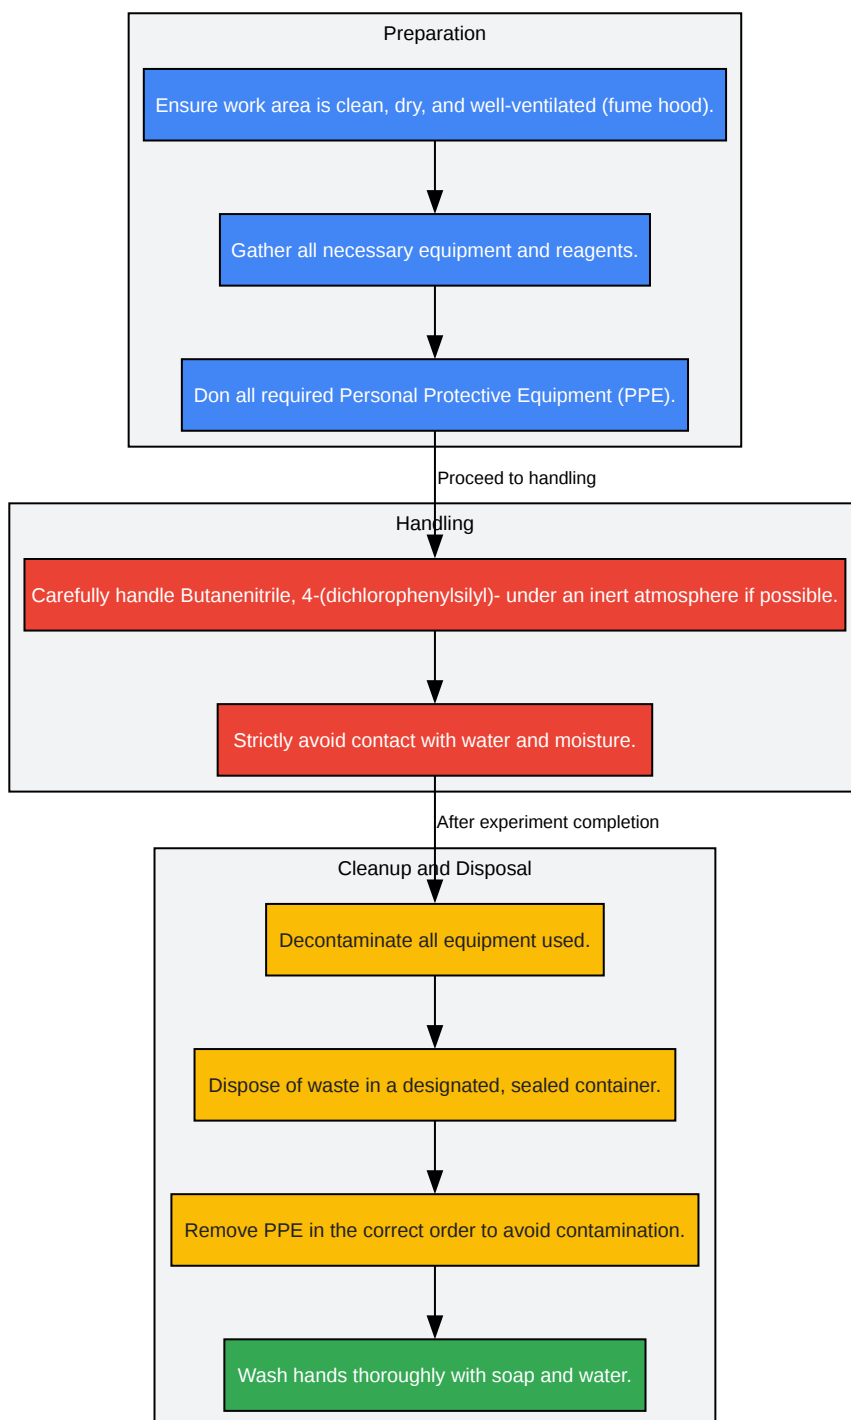 Preparation
Ensure work area is clean, dry, and well-ventilated (fume hood).
Gather all necessary equipment and reagents.
Don all required Personal Protective Equipment (PPE).
Proceed to handling
Handling
Carefully handle Butanenitrile, 4-(dichlorophenylsilyl)- under an inert atmosphere if possible.
Strictly avoid contact with water and moisture.
After experiment completion
Cleanup and Disposal
Decontaminate all equipment used.
Dispose of waste in a designated, sealed container.
Remove PPE in the correct order to avoid contamination.
Wash hands thoroughly with soap and water.